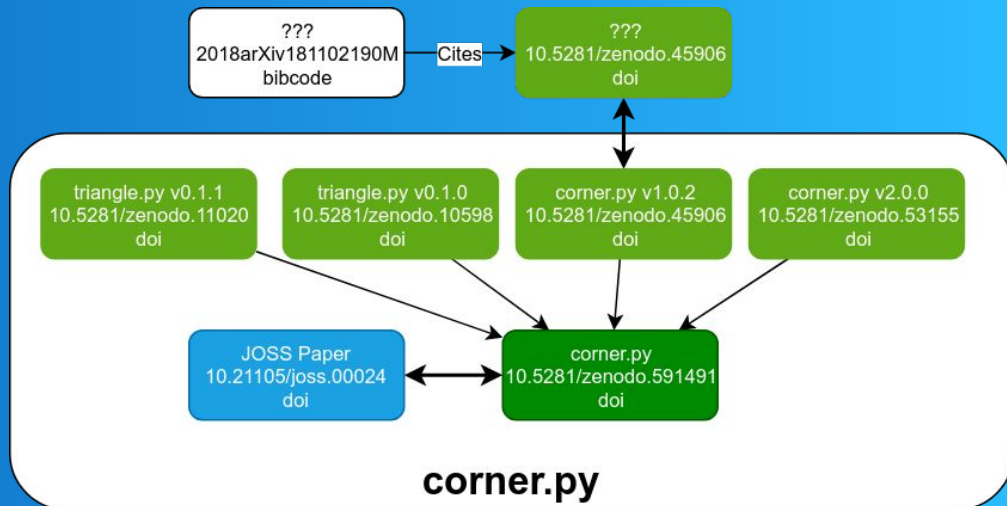 ???
2018arXiv181102190M
bibcode
Cites
???
10.5281/zenodo.45906
doi
triangle.py v0.1.1
10.5281/zenodo.11020
doi
triangle.py v0.1.0
10.5281/zenodo.10598
doi
corner.py v1.0.2
10.5281/zenodo.45906
doi
corner.py v2.0.0
10.5281/zenodo.53155
doi
JOSS Paper
10.21105/joss.00024
doi
corner.py
10.5281/zenodo.591491
doi
corner.py